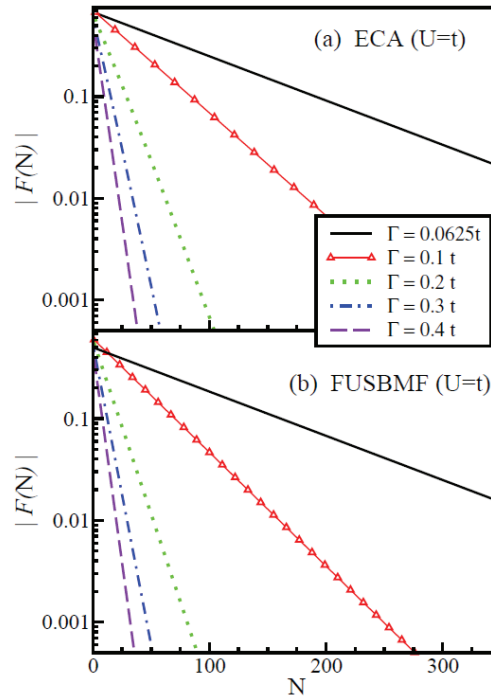 (a) ECA (U=t)
0.1
0.01
0.001
| F(N) |
Γ = 0.0625t
Γ = 0.1 t
Γ = 0.2 t
Γ = 0.3 t
Γ = 0.4 t
(b) FUSBMF (U=t)
0.1
0.01
0.001
| F(N) |
0 100 200 300
N